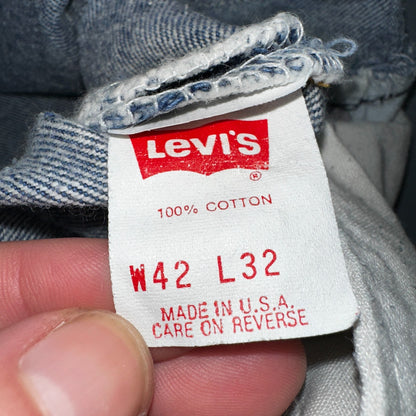 Levi's
®
100% COTTON
W42 L32
MADE IN U.S.A.
CARE ON REVERSE